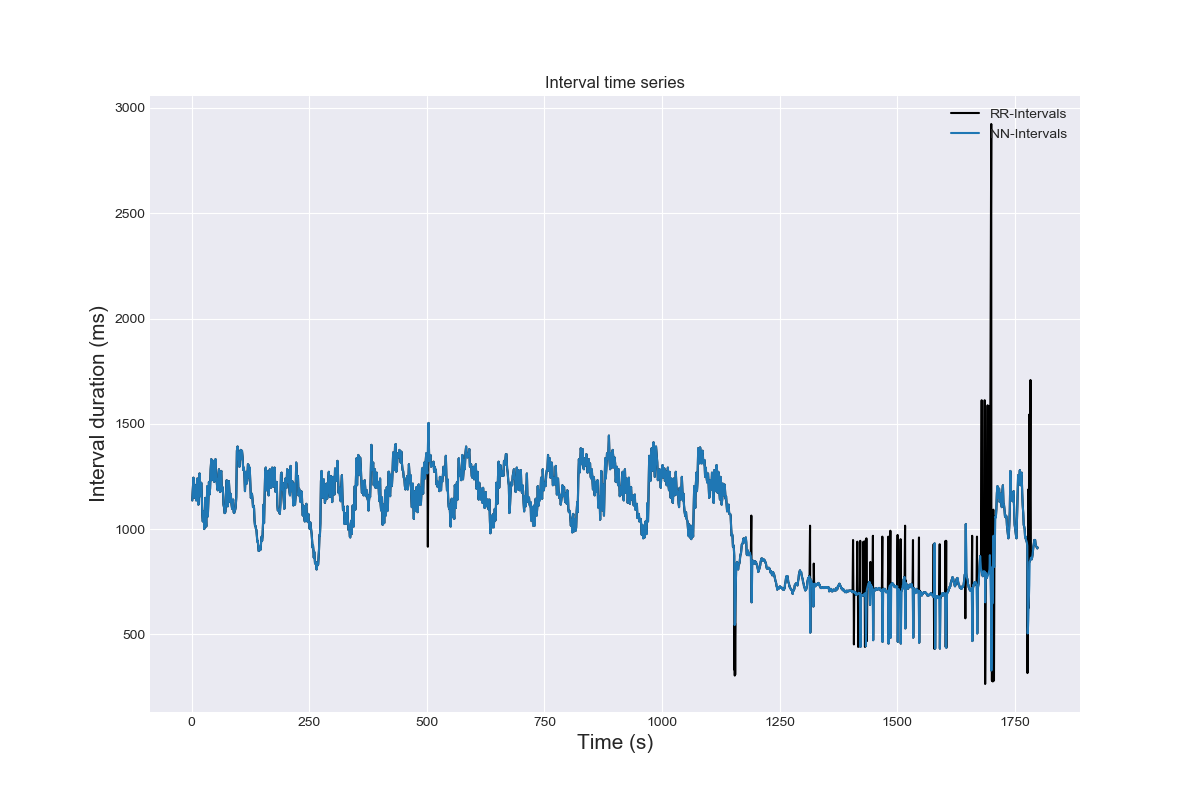 Interval time series
3000
RR-Intervals
NN-Intervals
2500
2000
1500
1000
500
Interval duration (ms)
0 250 500 750 1000 1250 1500 1750
Time (s)